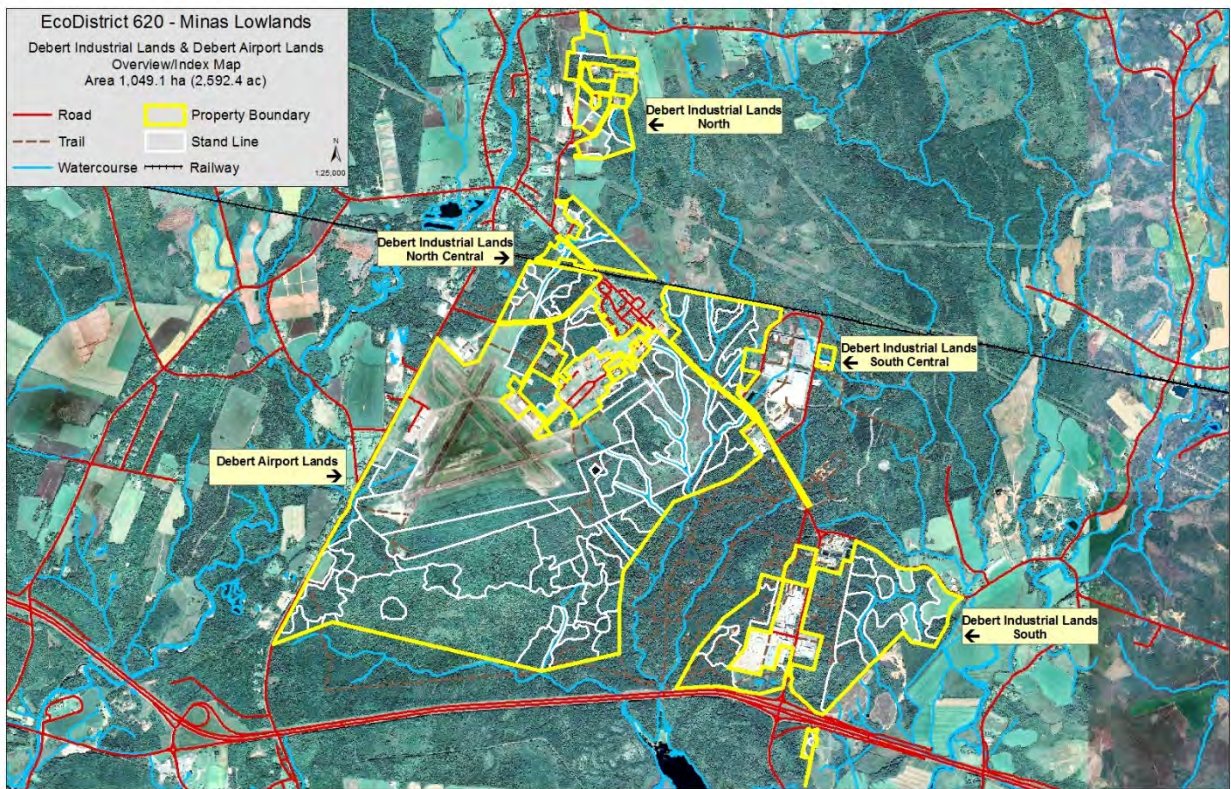 EcoDistrict 620 - Minas Lowlands
Debert Industrial Lands & Debert Airport Lands
Overview/Index Map
Area 1,049.1 ha (2,592.4 ac)
Road
Property Boundary
Trail
Stand Line
Watercourse
Railway
N
1:25,000
Debert Industrial Lands
North
Debert Industrial Lands
North Central
Debert Industrial Lands
South Central
Debert Airport Lands
Debert Industrial Lands
South